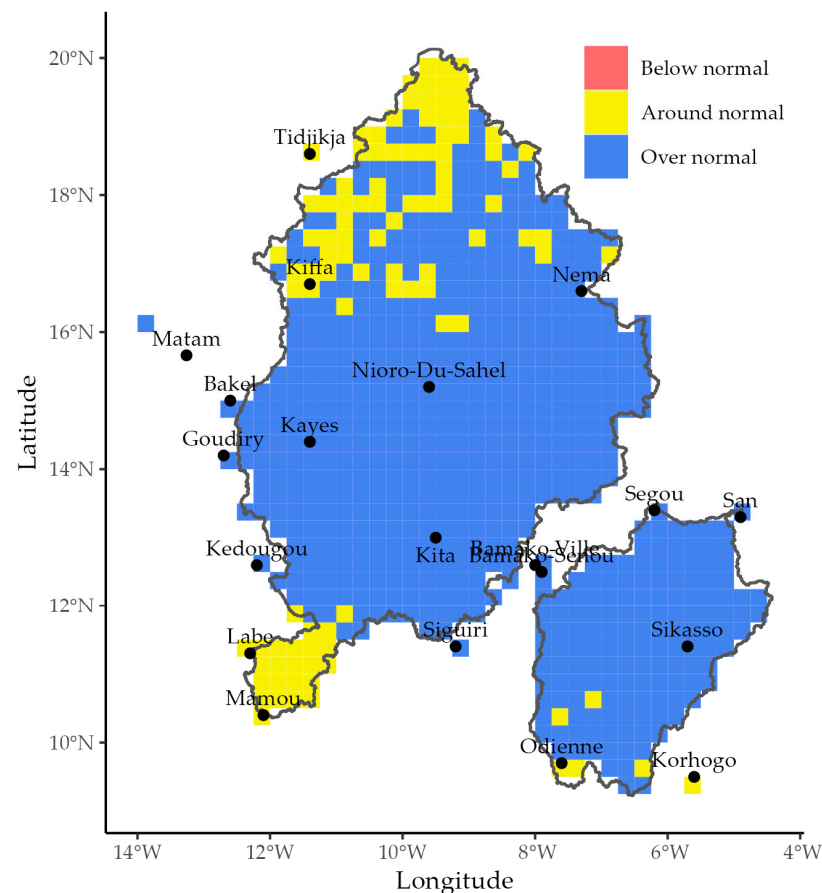 20°N
Below normal
Around normal
Tidjikja
Over normal
18°N
Kiffa
Nema
16°N
Matam
Nioro-Du-Sahel
Bakel
Latitude
Goudiry
Kayes
14°N
Segou
San
Kedougou
Kita
Bamako-Ville
Bamako-Senou
12°N
Labe
Siguiri
Sikasso
Mamou
10°N
Odienne
Korhogo
14°W
12°W
10°W
8°W
6°W
4°W
Longitude